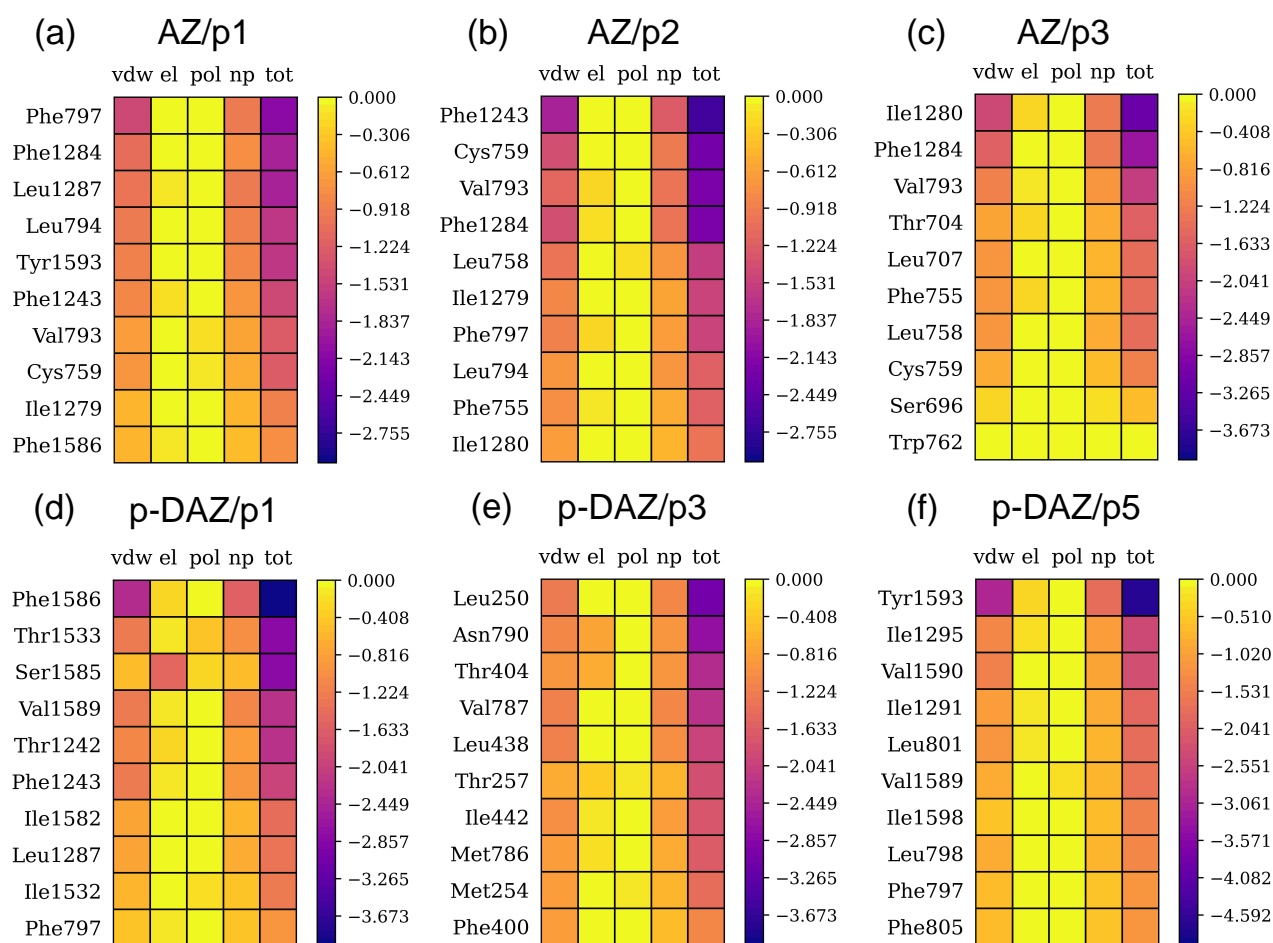 (a) AZ/p1
vdw el pol np tot
Phe797
Phe1284
Leu1287
Leu794
Tyr1593
Phe1243
Val793
Cys759
Ile1279
Phe1586
0.000
−0.306
−0.612
−0.918
−1.224
−1.531
−1.837
−2.143
−2.449
−2.755
(b) AZ/p2
vdw el pol np tot
Phe1243
Cys759
Val793
Phe1284
Leu758
Ile1279
Phe797
Leu794
Phe755
Ile1280
0.000
−0.306
−0.612
−0.918
−1.224
−1.531
−1.837
−2.143
−2.449
−2.755
(c) AZ/p3
vdw el pol np tot
Ile1280
Phe1284
Val793
Thr704
Leu707
Phe755
Leu758
Cys759
Ser696
Trp762
0.000
−0.408
−0.816
−1.224
−1.633
−2.041
−2.449
−2.857
−3.265
−3.673
(d) p-DAZ/p1
vdw el pol np tot
Phe1586
Thr1533
Ser1585
Val1589
Thr1242
Phe1243
Ile1582
Leu1287
Ile1532
Phe797
0.000
−0.408
−0.816
−1.224
−1.633
−2.041
−2.449
−2.857
−3.265
−3.673
(e) p-DAZ/p3
vdw el pol np tot
Leu250
Asn790
Thr404
Val787
Leu438
Thr257
Ile442
Met786
Met254
Phe400
0.000
−0.408
−0.816
−1.224
−1.633
−2.041
−2.449
−2.857
−3.265
−3.673
(f) p-DAZ/p5
vdw el pol np tot
Tyr1593
Ile1295
Val1590
Ile1291
Leu801
Val1589
Ile1598
Leu798
Phe797
Phe805
0.000
−0.510
−1.020
−1.531
−2.041
−2.551
−3.061
−3.571
−4.082
−4.592